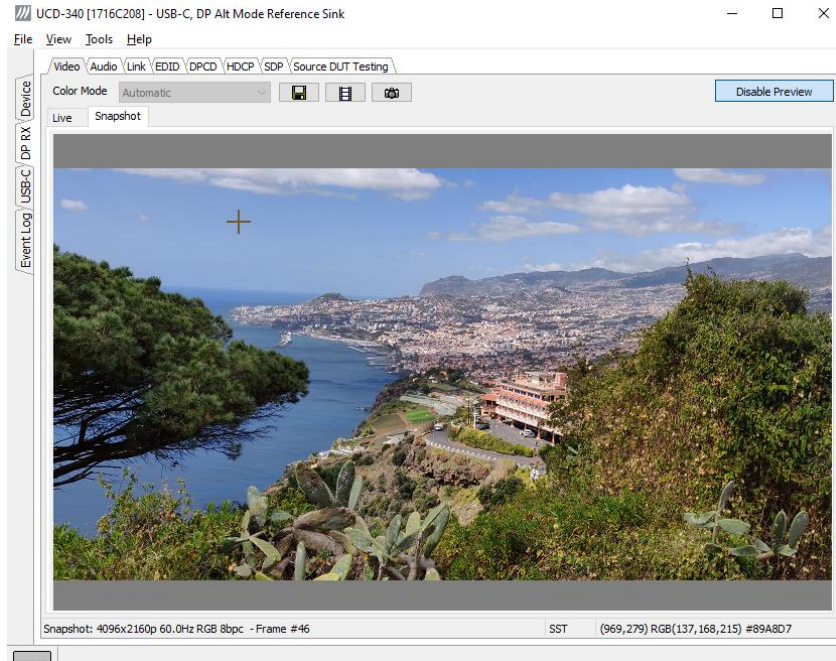 UCD-340 [1716C208] - USB-C, DP Alt Mode Reference Sink
File View Tools Help
Video Audio Link EDID DPCD HDCP SDP Source DUT Testing
Color Mode Automatic Disable Preview
Live Snapshot
Device
DP RX
USB-C
Event Log
Snapshot: 4096x2160p 60.0Hz RGB 8bpc - Frame #46 SST (969,279) RGB(137,168,215) #89A8D7